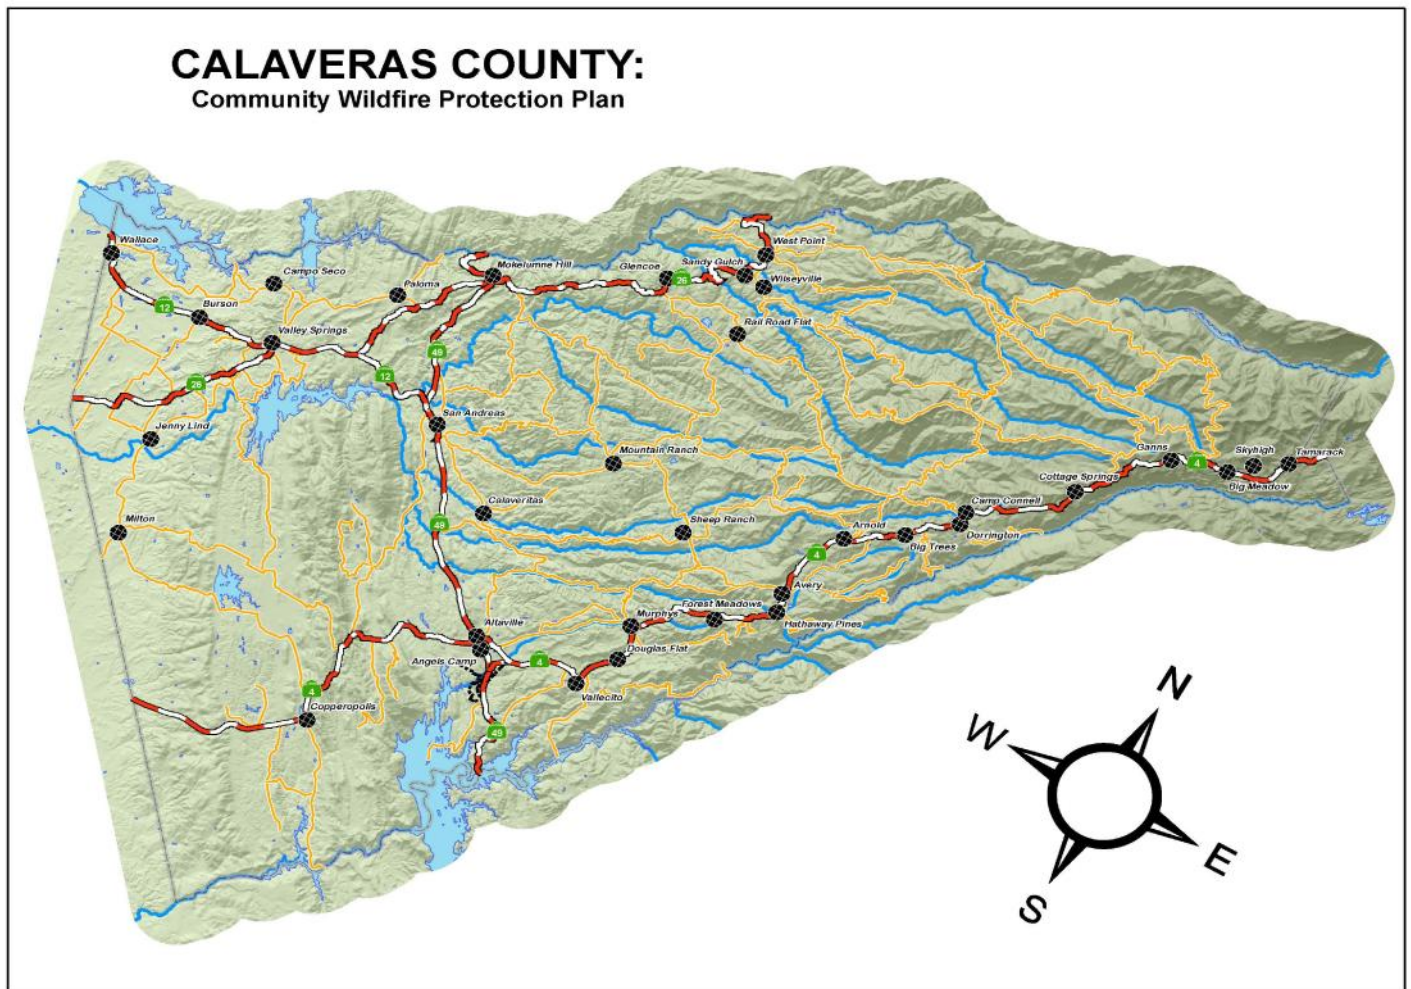 CALAVERAS COUNTY:
Community Wildfire Protection Plan
Wallace
West Point
Campo Seco
Mokelumne Hill
Glencoe
Sandy Gulch
26
Wilseyville
Paloma
12
Burson
Valley Springs
Rail Road Flat
49
12
26
Jenny Lind
San Andreas
Mountain Ranch
Ganns
4
Skyhigh
Tamarack
Big Meadow
Cottage Springs
Calaveritas
Camp Connell
Milton
49
Sheep Ranch
Arnold
Dorrington
Big Trees
4
Avery
Forest Meadows
Murphys
Hathaway Pines
Altaville
Douglas Flat
Angels Camp
4
4
Vallecito
Copperopolis
49
N
W
E
S